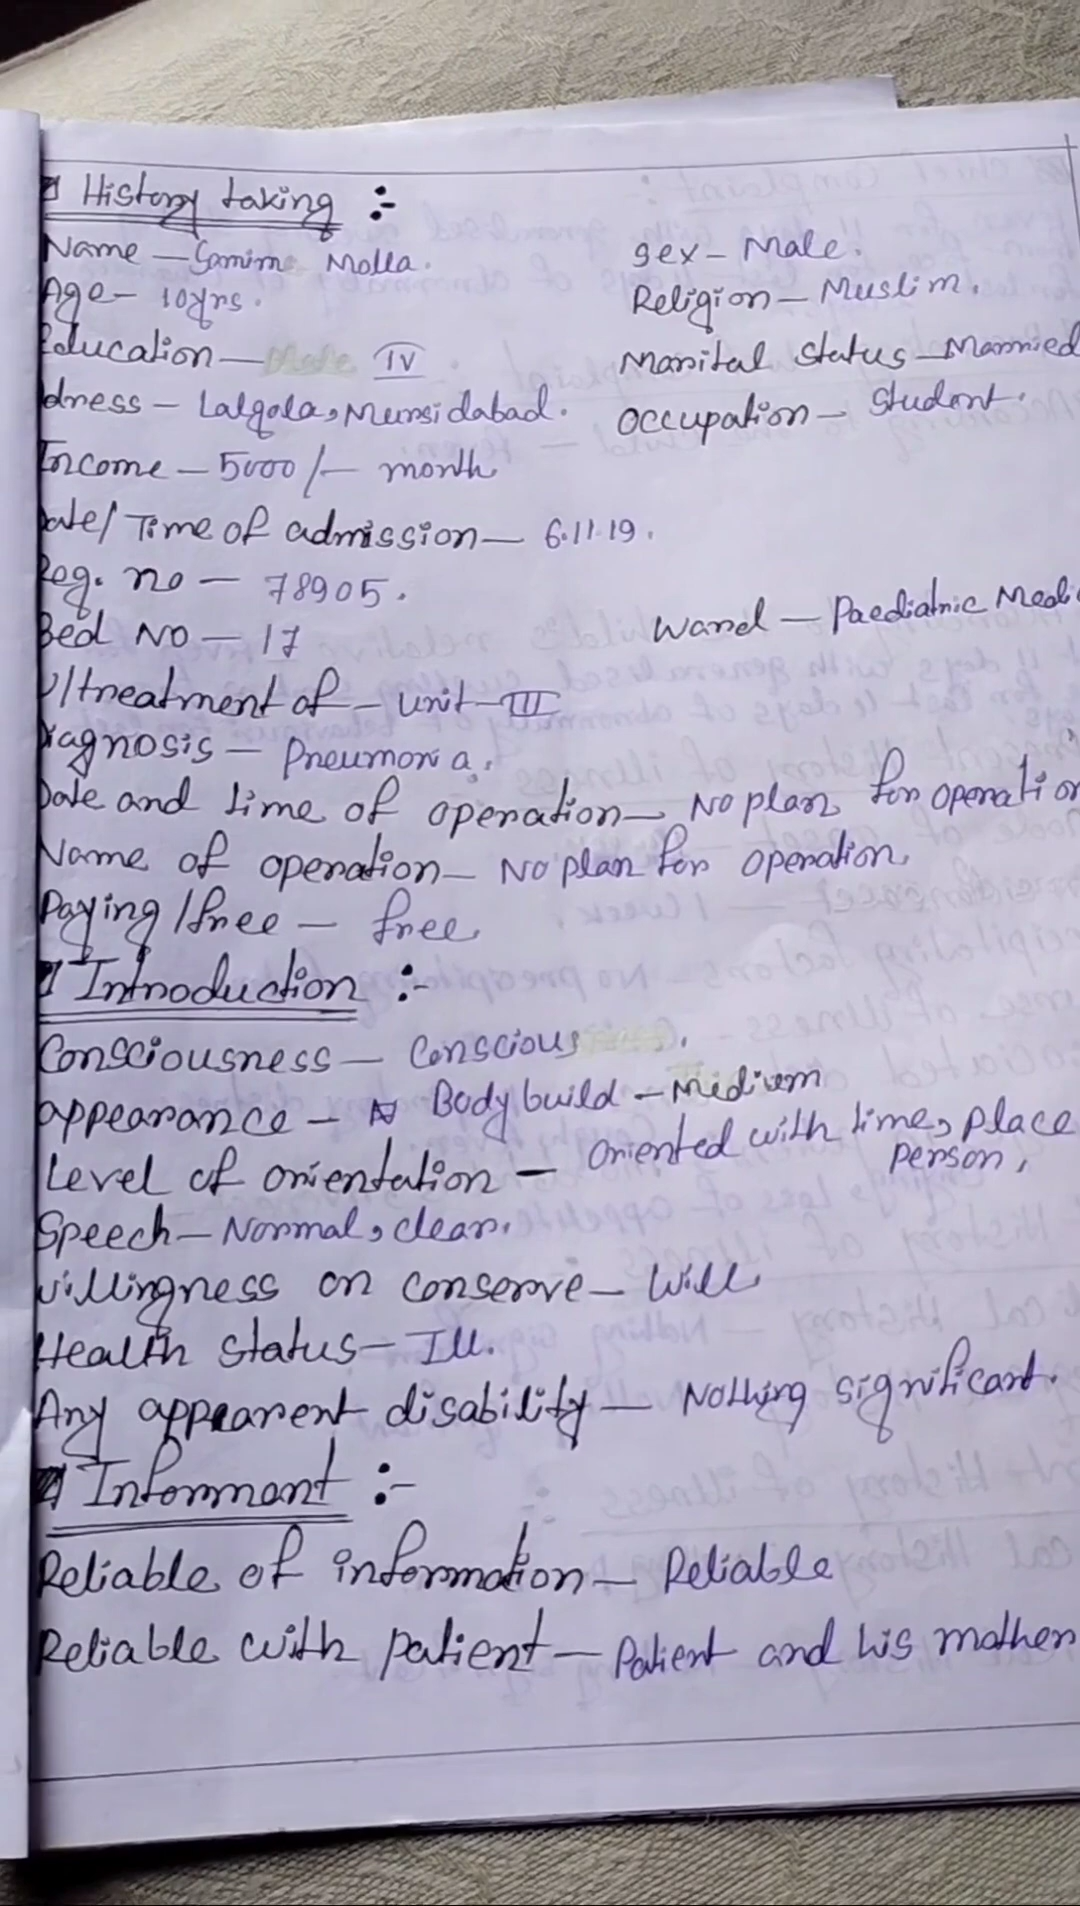 History taking :-
Name – Samim Molla. Sex – Male.
Age – 10yrs. Religion – Muslim.
Education – IV Marital status – Married
dress – Lalgola, Mursidabad. Occupation – Student.
Income – 5000/– month
Date/Time of admission – 6.11.19.
Reg. no – 78905.
Bed NO – 17 Ward – Paediatric Medi
U/treatment of – unit – III
Diagnosis – Pneumonia.
Date and time of operation – No plan for operation
Name of operation – No plan for operation.
Paying/free – free
Introduction :-
Consciousness – Conscious.
appearance – Body build – Medium
Level of orientation – oriented with time, place
person,
Speech – Normal, clear.
Willingness on conserve – Will
Health status – Ill.
Any appearent disability – Nothing significant.
Informant :-
Reliable of information – Reliable
Reliable with patient – Patient and his mother